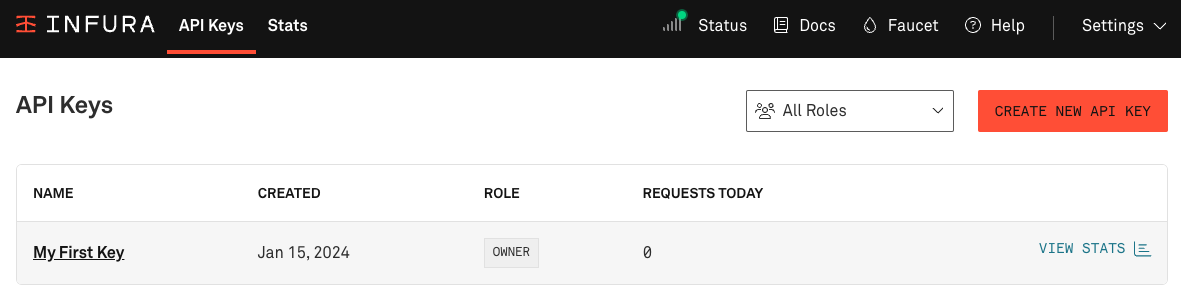 INFURA API Keys Stats Status Docs Faucet Help Settings
API Keys All Roles CREATE NEW API KEY
NAME CREATED ROLE REQUESTS TODAY
My First Key Jan 15, 2024 OWNER 0 VIEW STATS